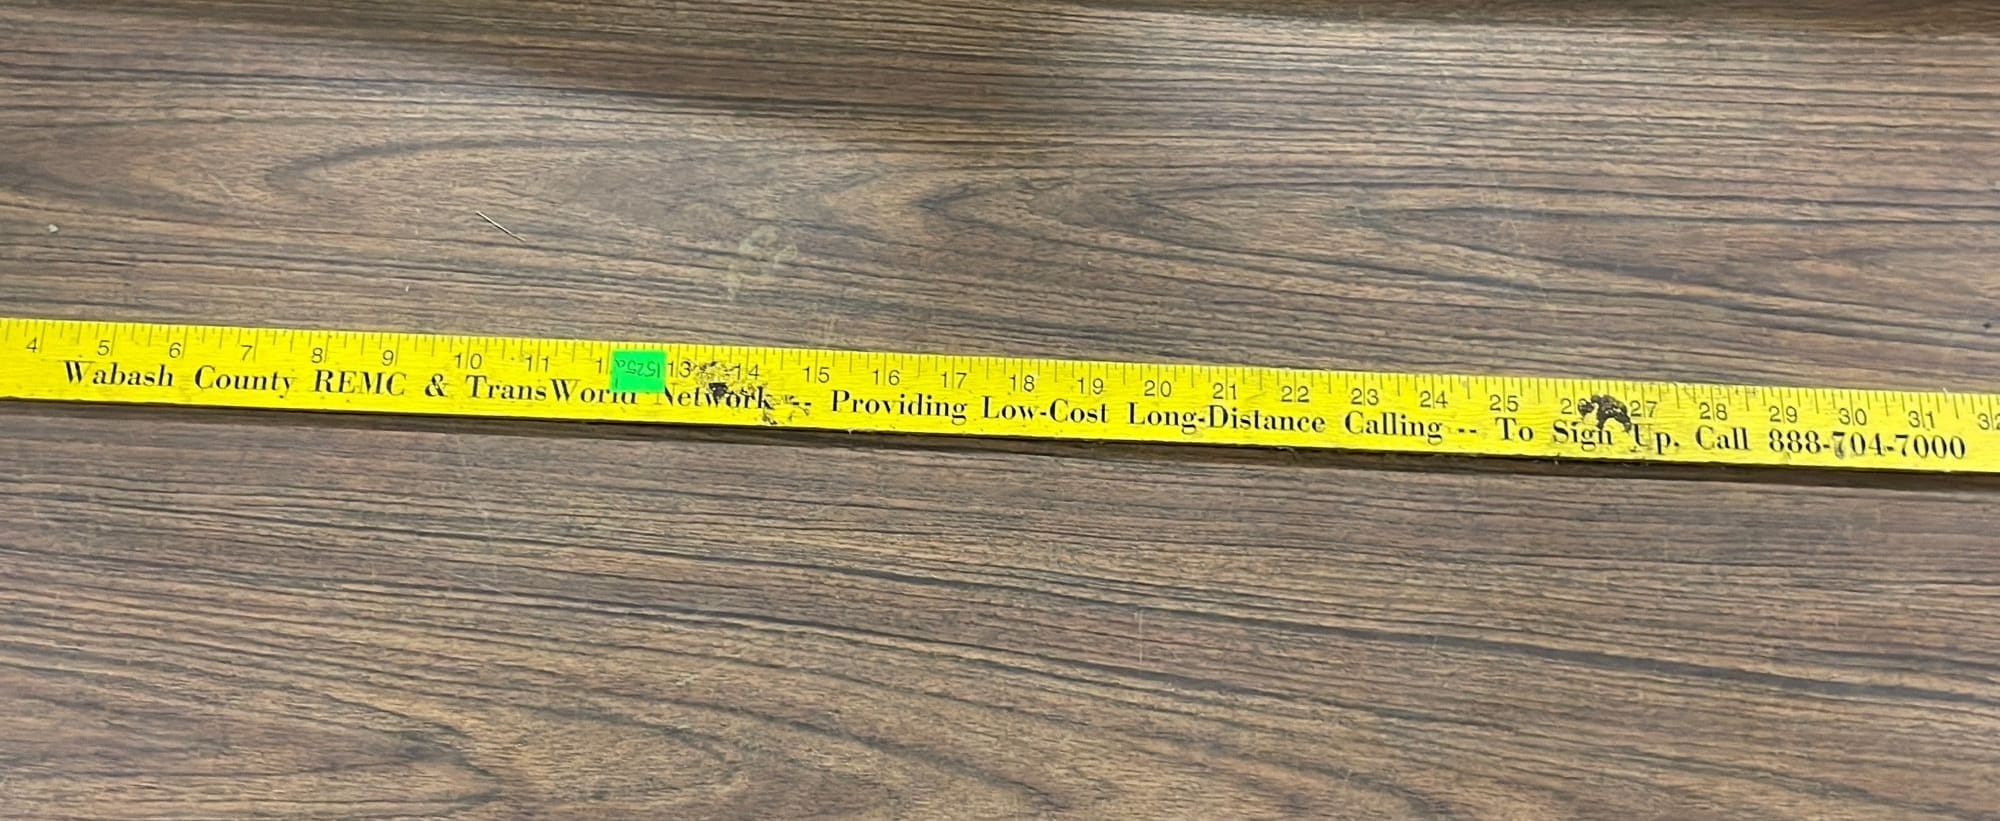 4 5 6 7 8 9 10 11 13 14 15 16 17 18 19 20 21 22 23 24 25 27 28 29 30 31 32
Wabash County REMC & TransWorld Network -- Providing Low-Cost Long-Distance Calling -- To Sign Up, Call 888-704-7000